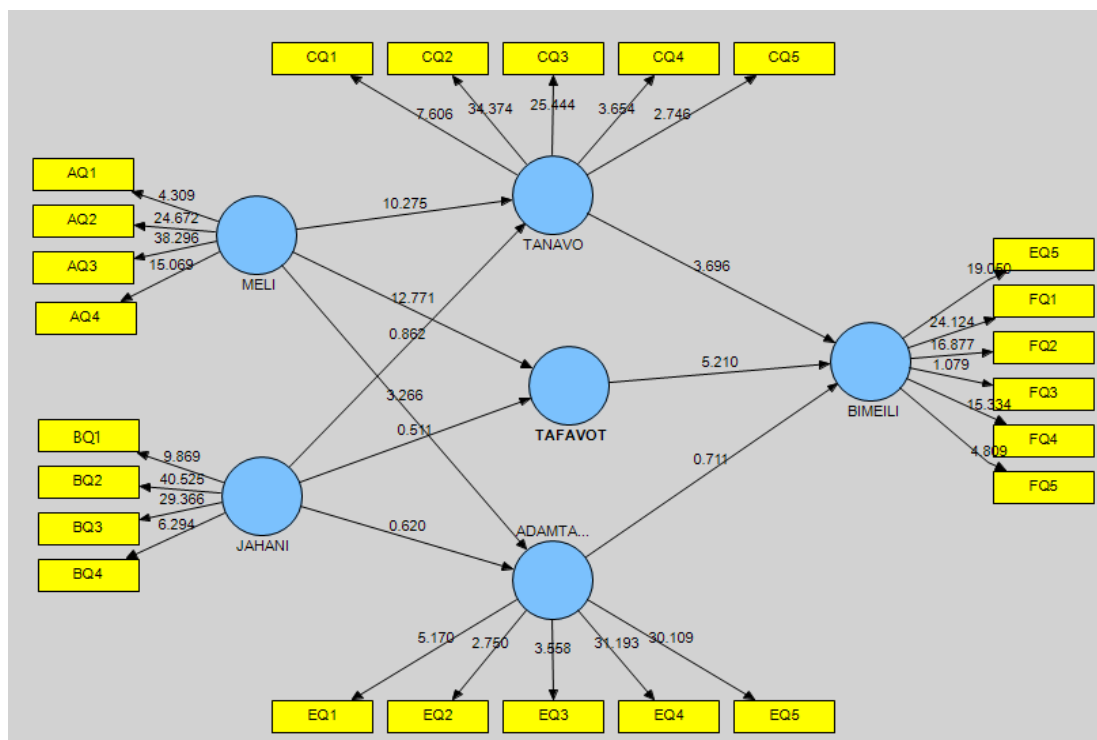 CQ1 CQ2 CQ3 CQ4 CQ5
7.606 34.374 25.444 3.654 2.746
AQ1
4.309
AQ2
24.672
AQ3
38.296
AQ4
15.069
MELI
10.275
TANAVO
12.771
0.862
3.266
3.696
TAFAVOT
0.511
5.210
BQ1
9.869
BQ2
40.525
BQ3
29.366
BQ4
6.294
JAHANI
0.620
ADAMTA...
0.711
BIMEILI
EQ5
19.050
FQ1
24.124
FQ2
16.877
FQ3
1.079
FQ4
15.334
FQ5
4.809
5.170 2.750 3.558 31.193 30.109
EQ1 EQ2 EQ3 EQ4 EQ5